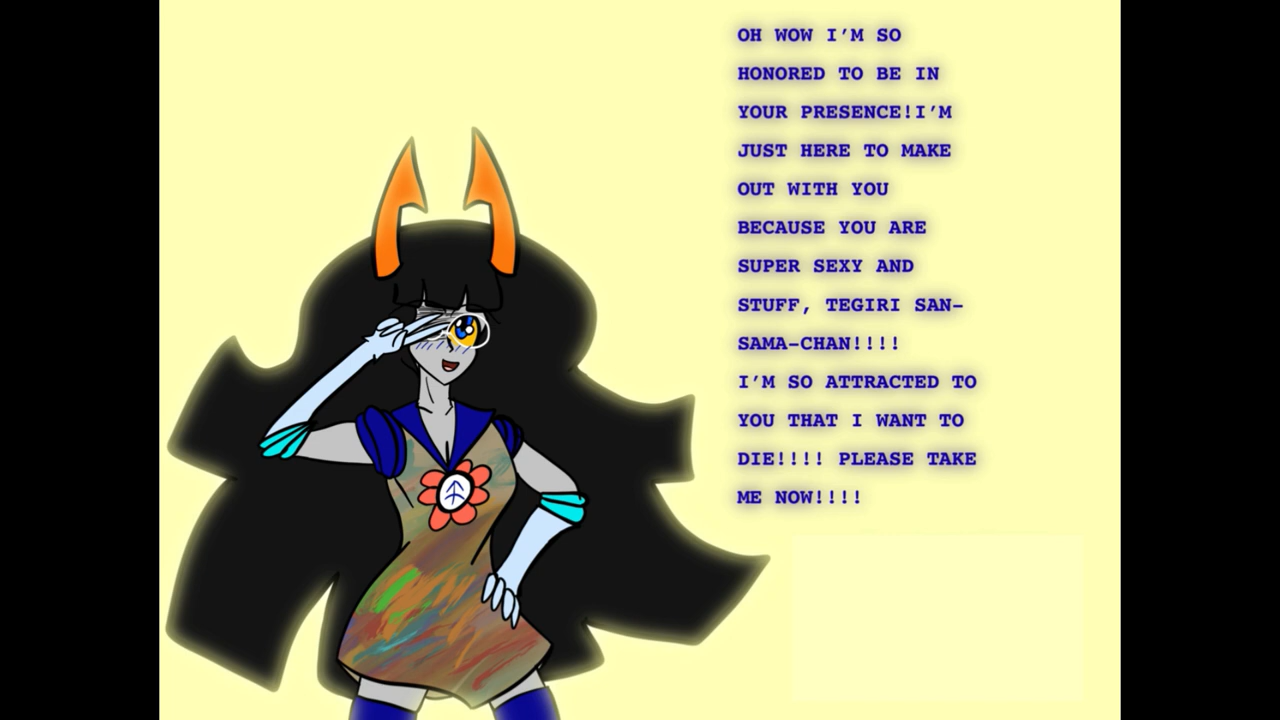 OH WOW I’M SO
HONORED TO BE IN
YOUR PRESENCE!I’M
JUST HERE TO MAKE
OUT WITH YOU
BECAUSE YOU ARE
SUPER SEXY AND
STUFF, TEGIRI SAN-
SAMA-CHAN!!!!
I’M SO ATTRACTED TO
YOU THAT I WANT TO
DIE!!!! PLEASE TAKE
ME NOW!!!!